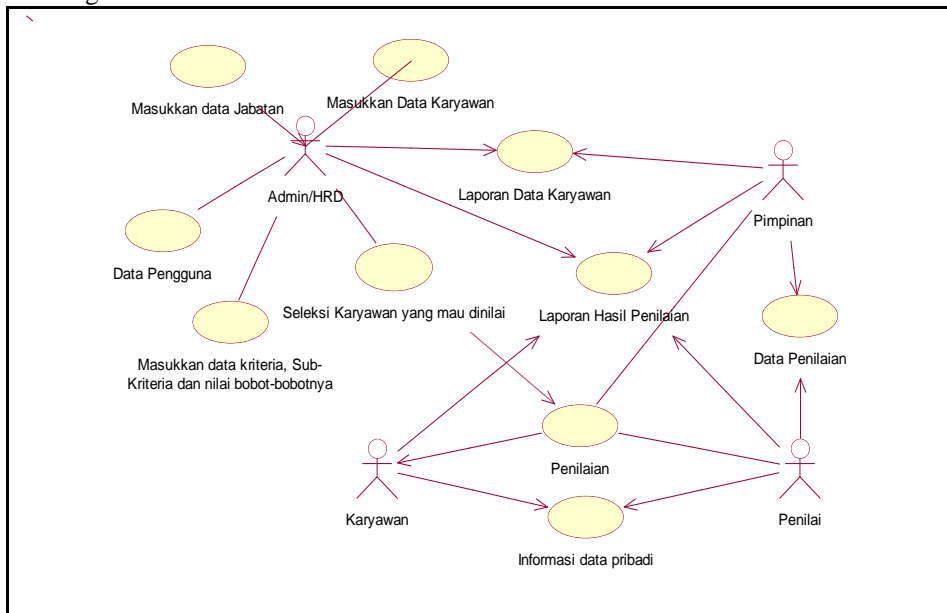 Masukkan data Jabatan
Masukkan Data Karyawan
Admin/HRD
Laporan Data Karyawan
Pimpinan
Data Pengguna
Seleksi Karyawan yang mau dinilai
Laporan Hasil Penilaian
Masukkan data kriteria, Sub-
Kriteria dan nilai bobot-bobotnya
Data Penilaian
Penilaian
Karyawan
Penilai
Informasi data pribadi